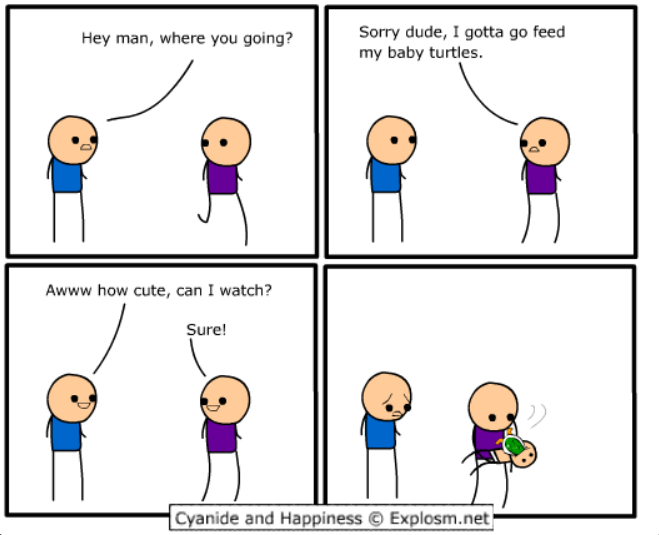 Hey man, where you going?
Sorry dude, I gotta go feed
my baby turtles.
Awww how cute, can I watch?
Sure!
Cyanide and Happiness © Explosm.net